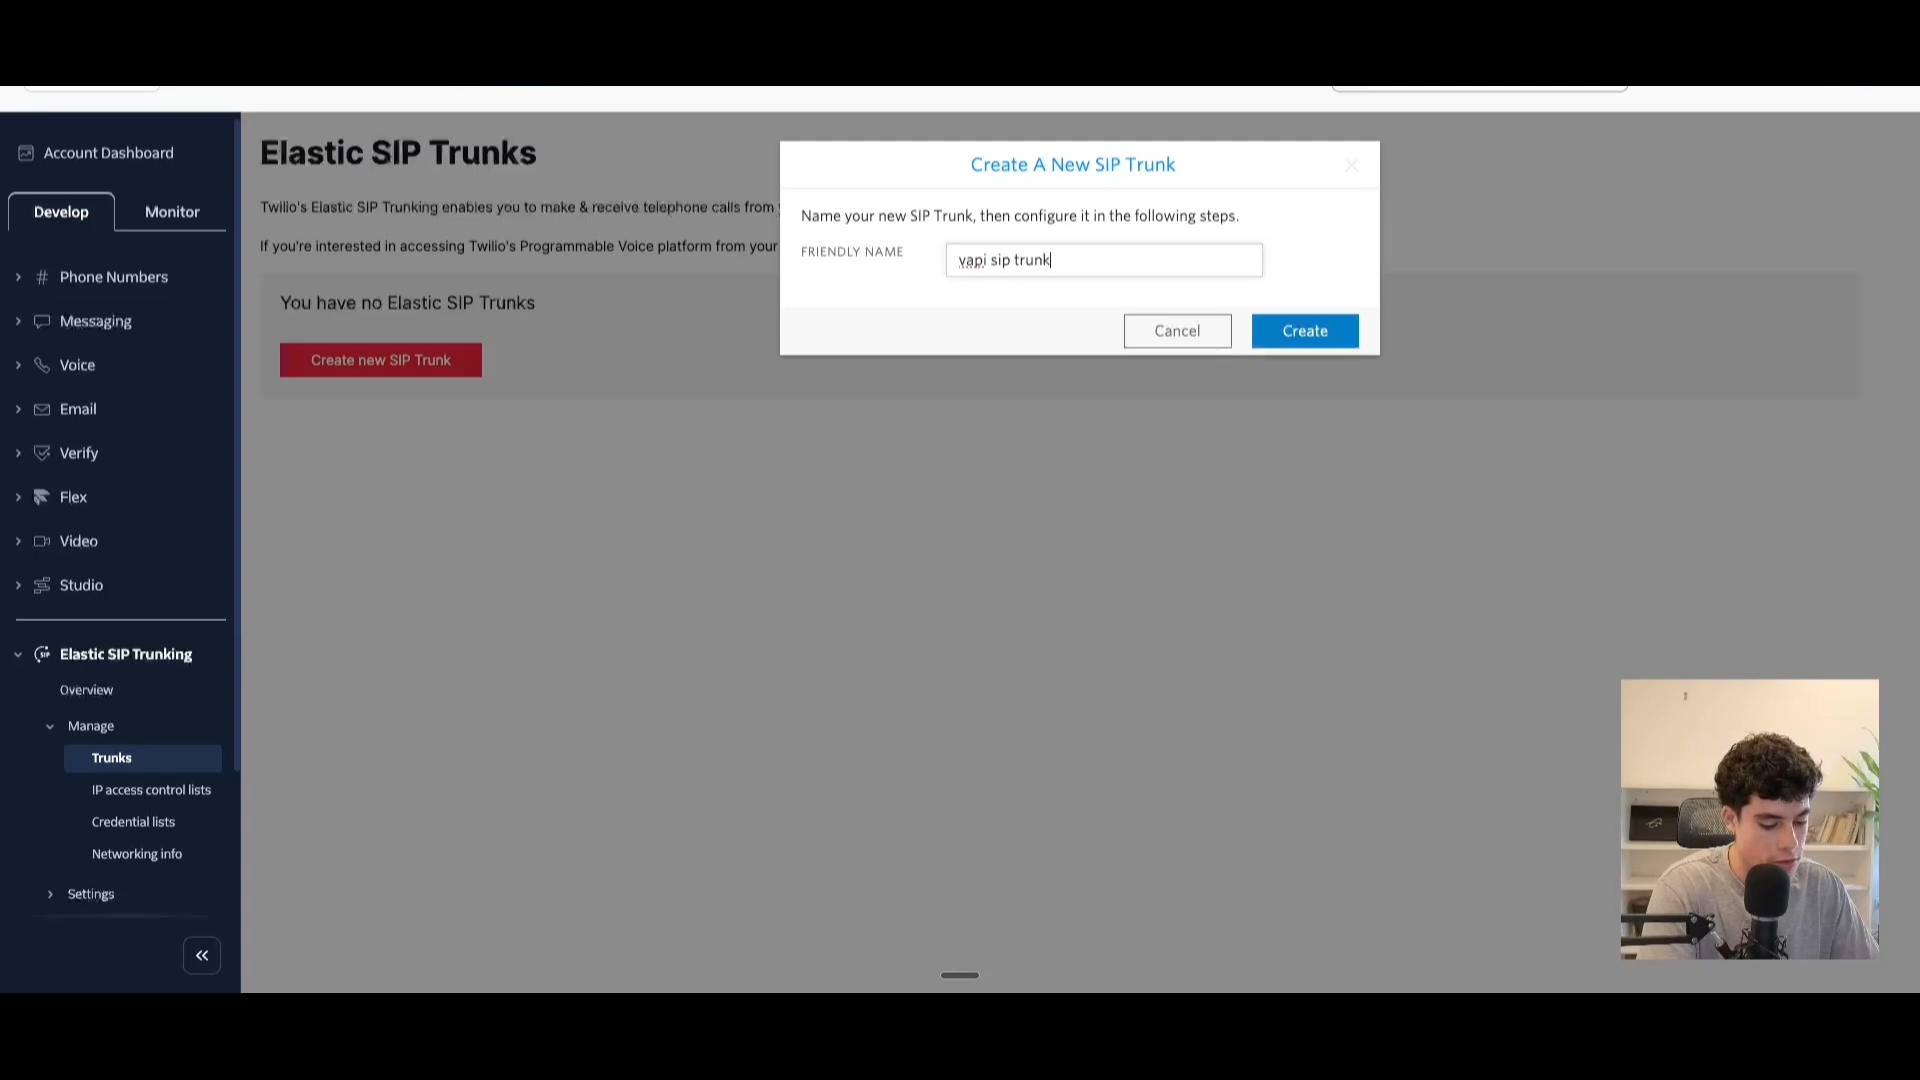 Account Dashboard
Develop
Monitor
Phone Numbers
Messaging
Voice
Email
Verify
Flex
Video
Studio
Elastic SIP Trunking
Overview
Manage
Trunks
IP access control lists
Credential lists
Networking info
Settings
Elastic SIP Trunks
Twilio's Elastic SIP Trunking enables you to make & receive telephone calls from
If you're interested in accessing Twilio's Programmable Voice platform from your
You have no Elastic SIP Trunks
Create new SIP Trunk
Create A New SIP Trunk
Name your new SIP Trunk, then configure it in the following steps.
FRIENDLY NAME
vapi sip trunk
Cancel
Create